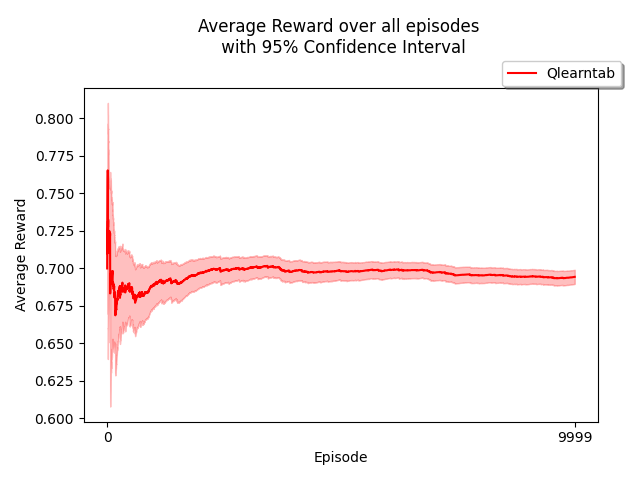 Average Reward over all episodes
with 95% Confidence Interval
Qlearntab
Average Reward
0.800
0.775
0.750
0.725
0.700
0.675
0.650
0.625
0.600
0
9999
Episode